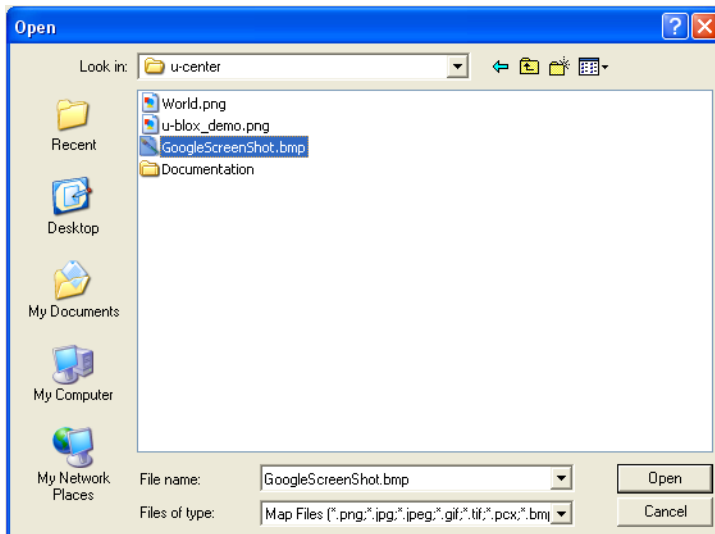 Open
Look in:
u-center
World.png
u-blox_demo.png
GoogleScreenShot.bmp
Documentation
Recent
Desktop
My Documents
My Computer
My Network
Places
File name:
GoogleScreenShot.bmp
Open
Files of type:
Map Files (*.png;*.jpg;*.jpeg;*.gif;*.tif;*.pcx;*.bm
Cancel